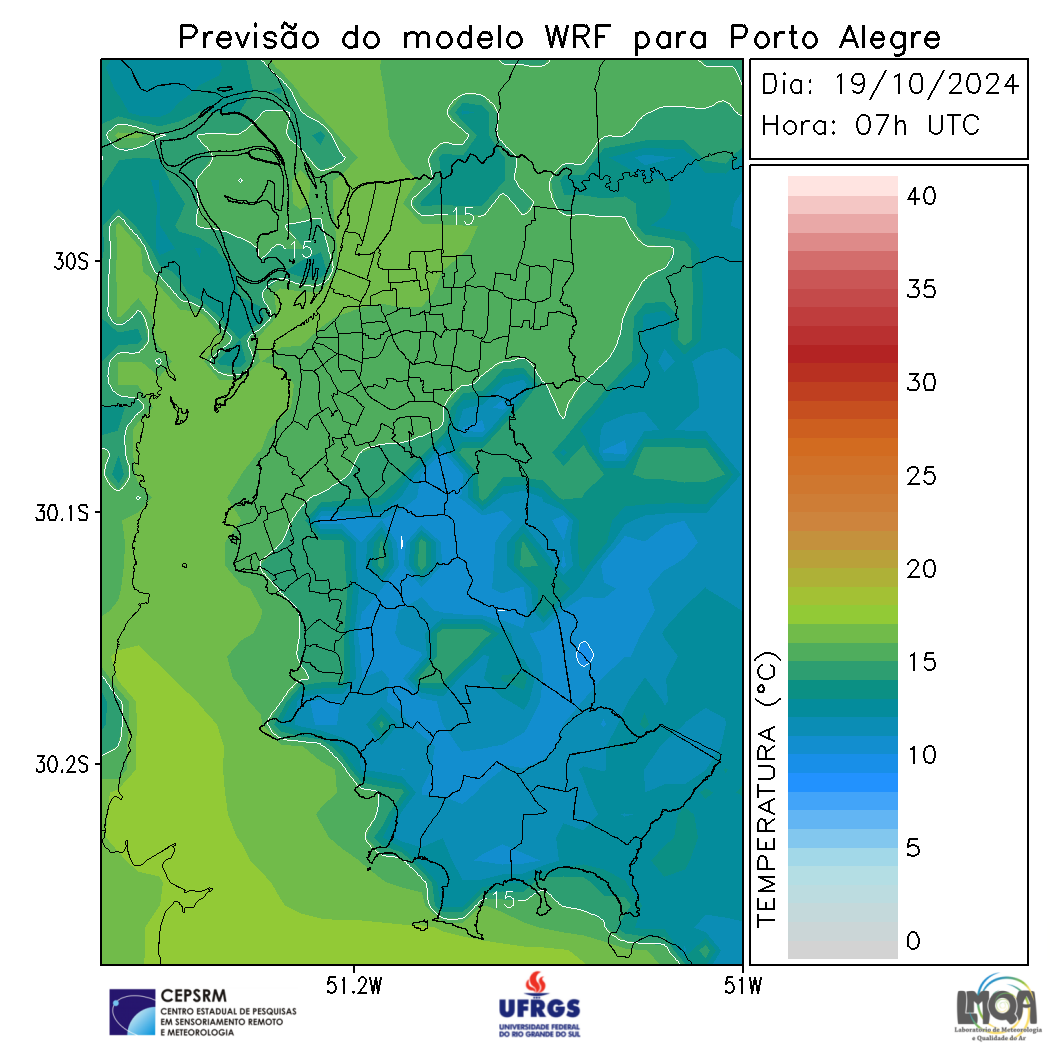 Previsão do modelo WRF para Porto Alegre
Dia: 19/10/2024
Hora: 07h UTC
15
15
15
30S
30.1S
30.2S
51.2W
51W
TEMPERATURA (°C)
40
35
30
25
20
15
10
5
0
CEPSRM
CENTRO ESTADUAL DE PESQUISAS
EM SENSORIAMENTO REMOTO
E METEOROLOGIA
UFRGS
UNIVERSIDADE FEDERAL
DO RIO GRANDE DO SUL
LMQA
Laboratório de Meteorologia
e Qualidade do Ar